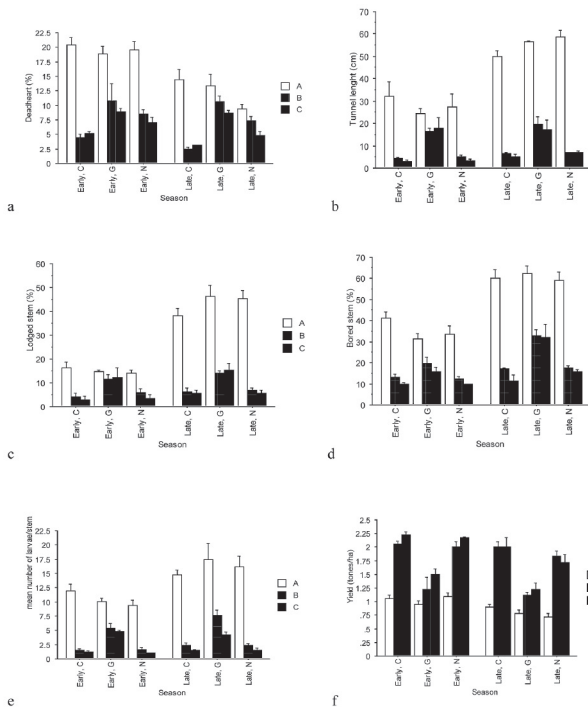 25
22.5
20
17.5
15
12.5
10
7.5
5
2.5
0
Deadheart (%)
A
B
C
Early, C
Early, G
Early, N
Late, C
Late, G
Late, N
Season
a
60
50
40
30
20
10
0
Tunnel lenght (cm)
Early, C
Early, G
Early, N
Late, C
Late, G
Late, N
b
60
50
40
30
20
10
0
Lodged stem (%)
A
B
C
Early, C
Early, G
Early, N
Late, C
Late, G
Late, N
Season
c
70
60
50
40
30
20
10
0
Bored stem (%)
Early, C
Early, G
Early, N
Late, C
Late, G
Late, N
Season
d
22.5
20
17.5
15
12.5
10
7.5
5
2.5
0
mean number of larvae/stem
A
B
C
Early, C
Early, G
Early, N
Late, C
Late, G
Late, N
Season
e
2.5
2.25
2
1.75
1.5
1.25
1
.75
.5
.25
0
Yield (tones/ha)
Early, C
Early, G
Early, N
Late, C
Late, G
Late, N
Season
f